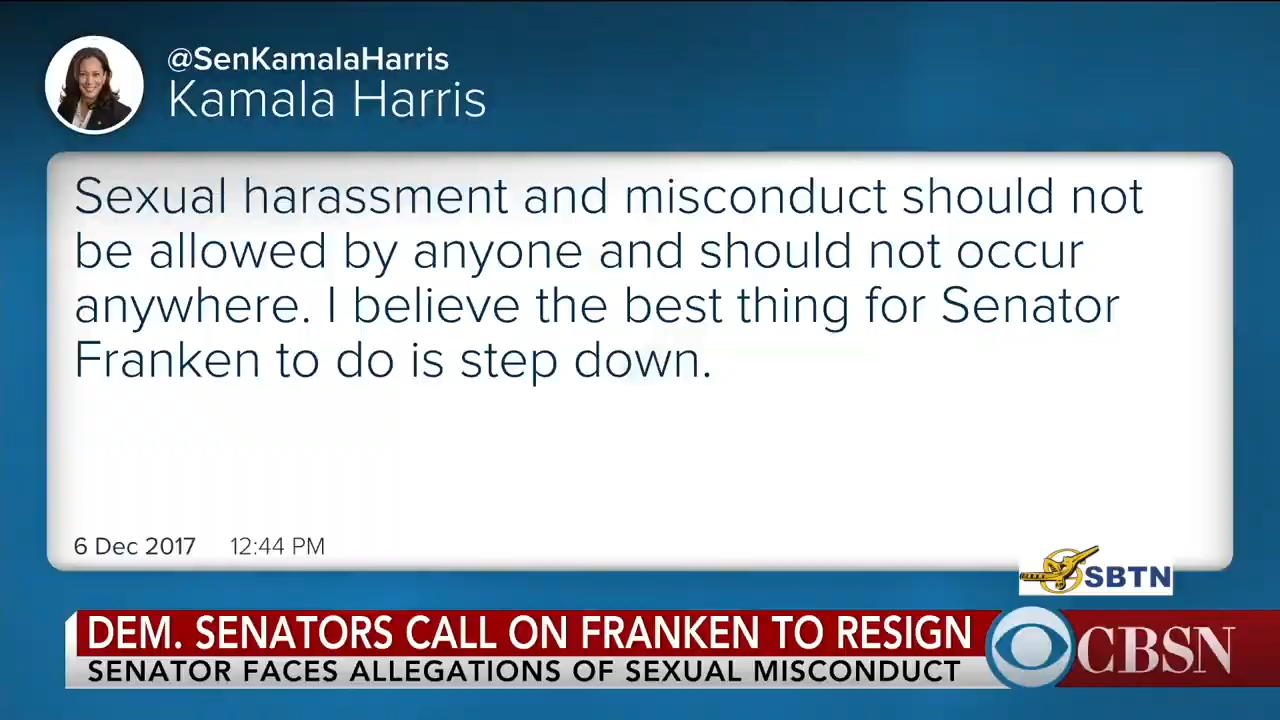 @SenKamalaHarris
Kamala Harris
Sexual harassment and misconduct should not
be allowed by anyone and should not occur
anywhere. I believe the best thing for Senator
Franken to do is step down.
6 Dec 2017 12:44 PM
SBTN
DEM. SENATORS CALL ON FRANKEN TO RESIGN
SENATOR FACES ALLEGATIONS OF SEXUAL MISCONDUCT
CBSN